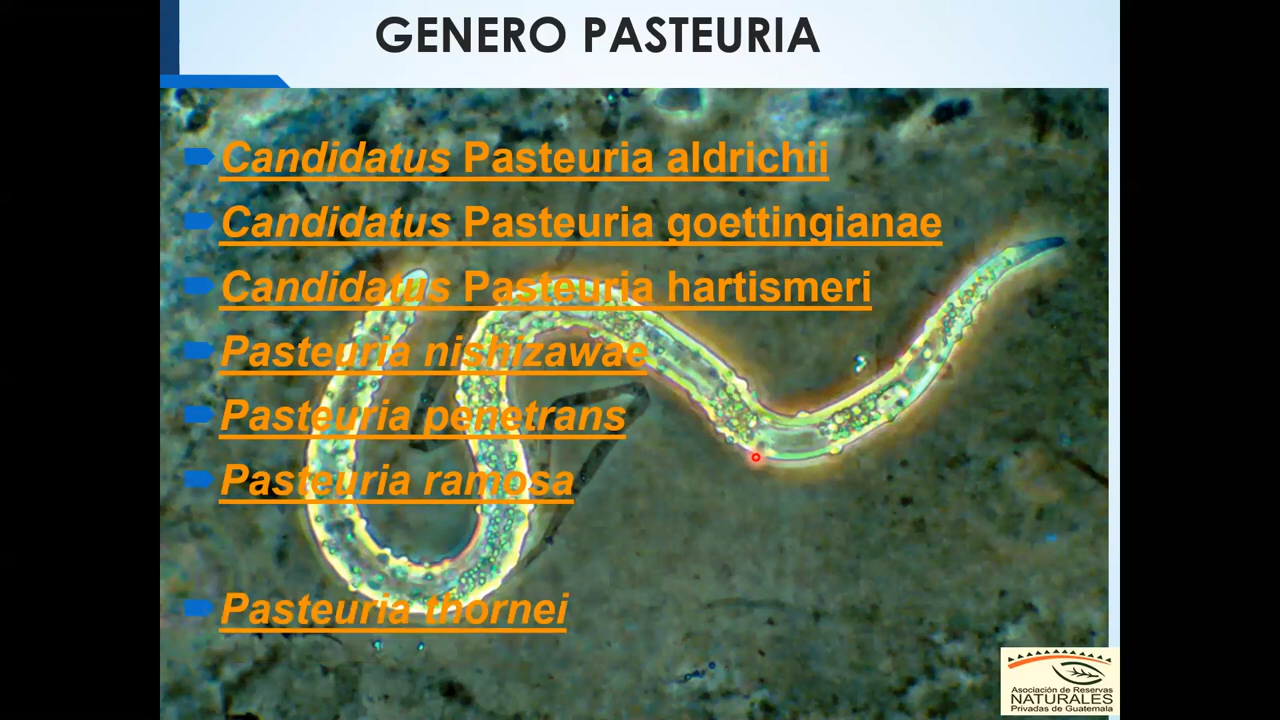 GENERO PASTEURIA
Candidatus Pasteuria aldrichii
Candidatus Pasteuria goettingianae
Candidatus Pasteuria hartismeri
Pasteuria nishizawae
Pasteuria penetrans
Pasteuria ramosa
Pasteuria thornei
Asociación de Reservas
NATURALES
Privadas de Guatemala